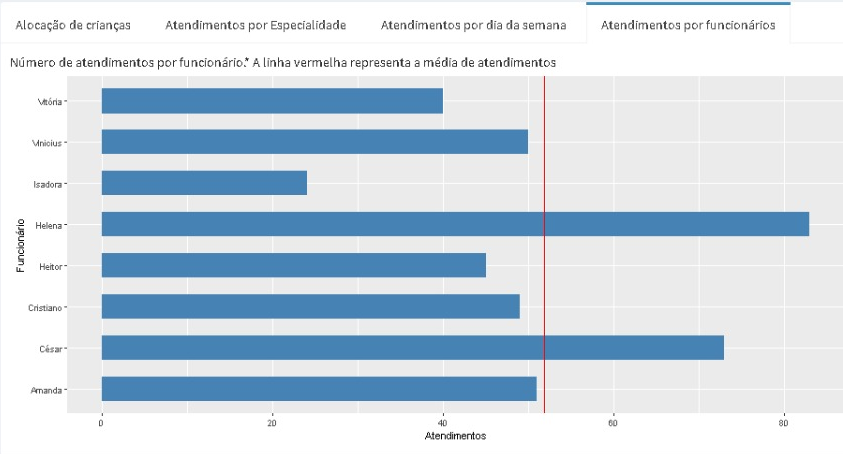 Alocação de crianças
Atendimentos por Especialidade
Atendimentos por dia da semana
Atendimentos por funcionários
Número de atendimentos por funcionário.* A linha vermelha representa a média de atendimentos
Funcionário
Vitória
Vinicius
Isadora
Helena
Heitor
Cristiano
César
Amanda
0 20 40 60 80
Atendimentos